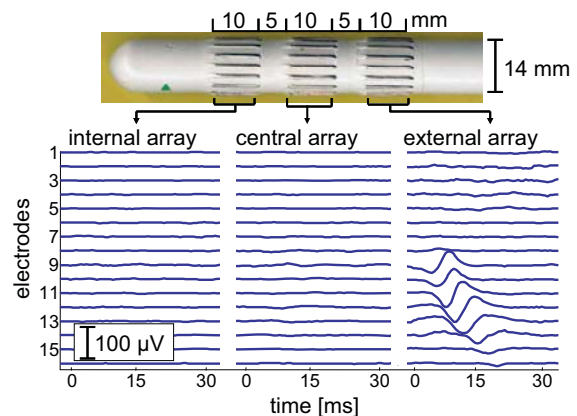 10 5 10 5 10 mm
14 mm
internal array central array external array
electrodes
1
3
5
7
9
11
13
15
100 µV
0 15 30 0 15 30 0 15 30
time [ms]